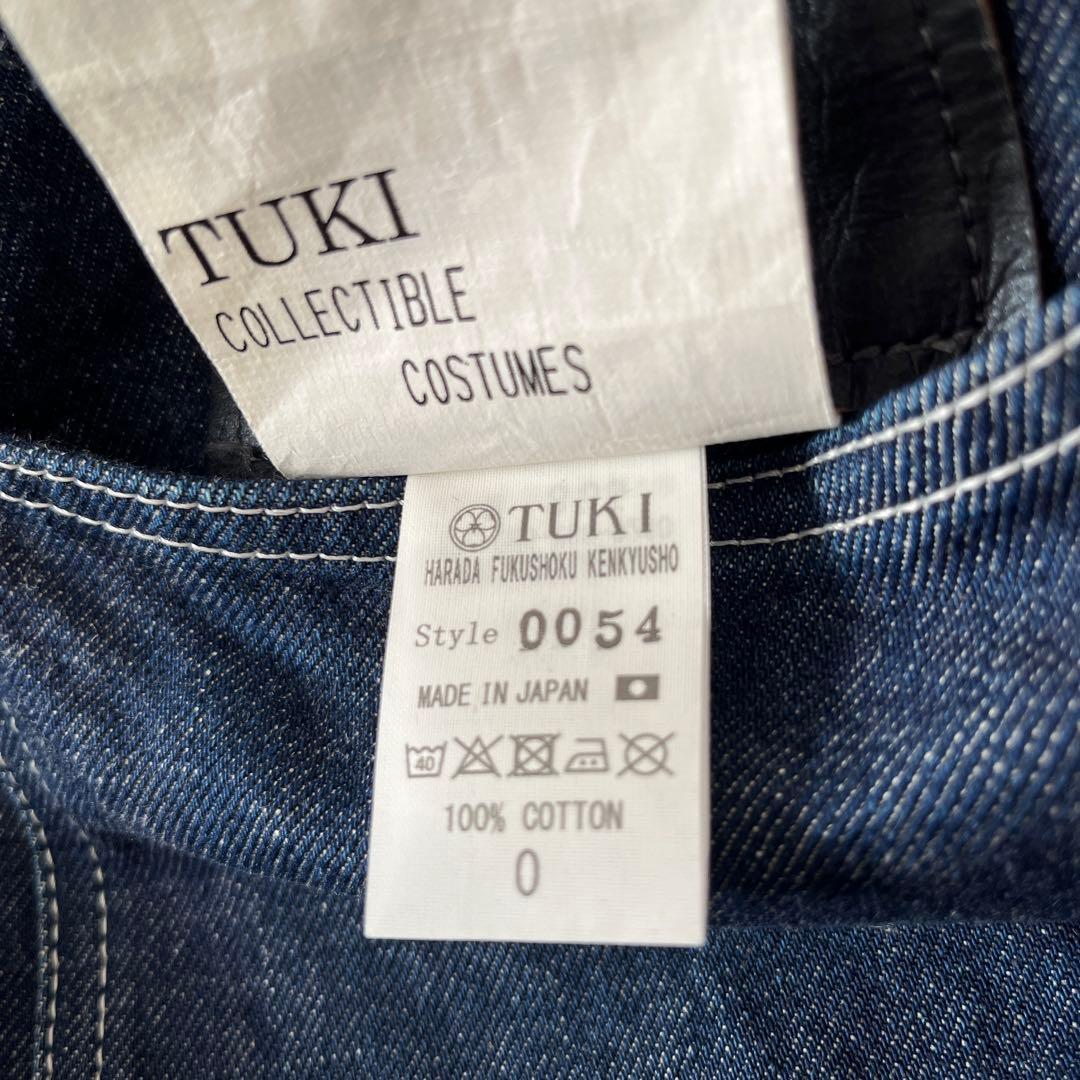 TUKI
COLLECTIBLE
COSTUMES
TUKI
HARADA FUKUSHOKU KENKYUSHO
Style 0054
MADE IN JAPAN
40
100% COTTON
0